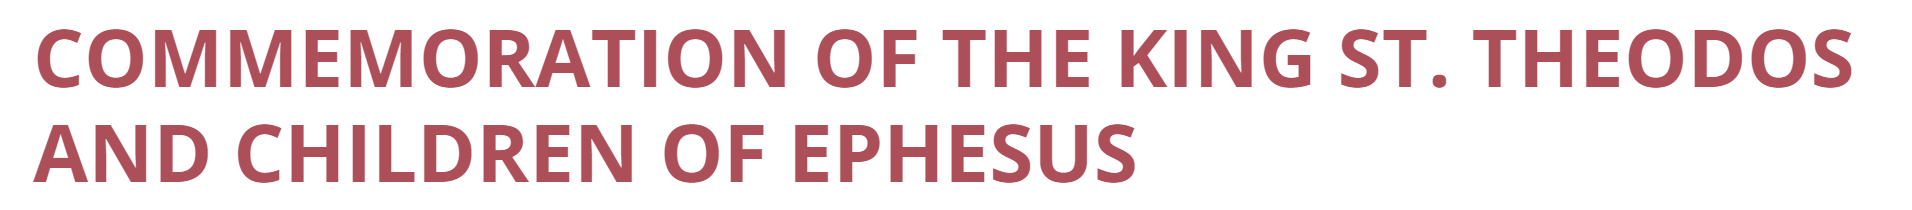 COMMEMORATION OF THE KING ST. THEODOS
AND CHILDREN OF EPHESUS